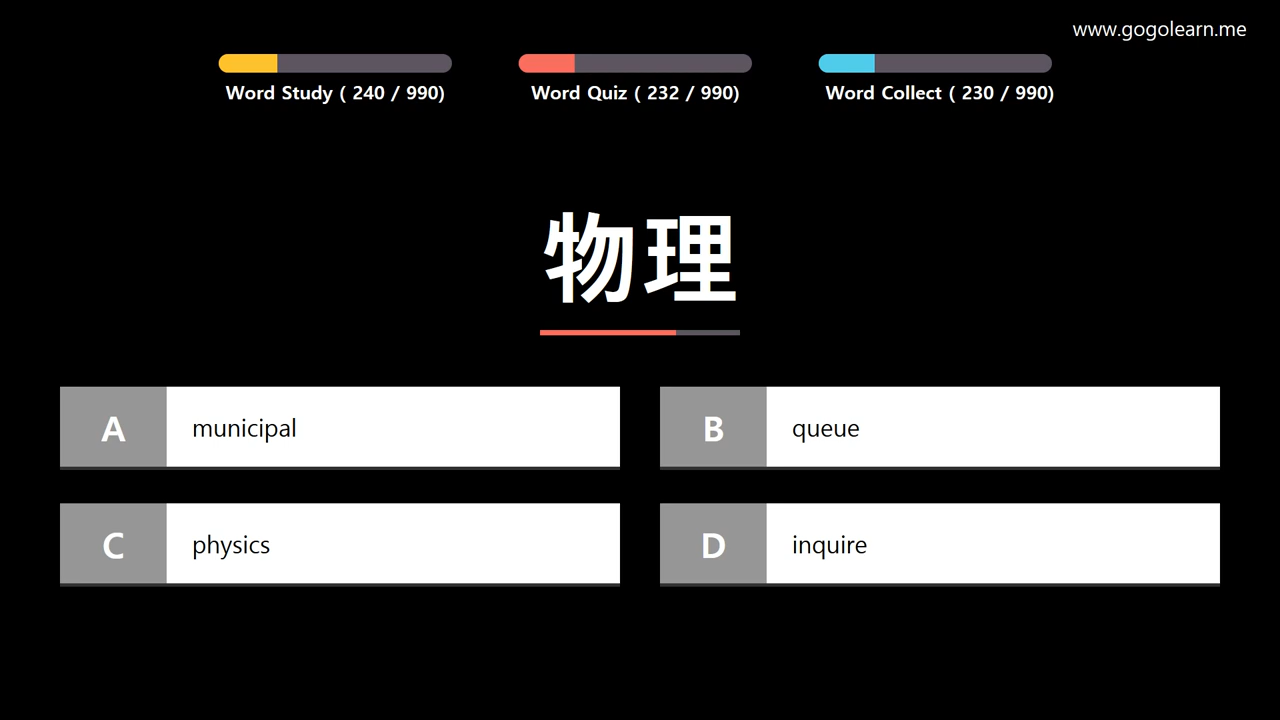 www.gogolearn.me
Word Study ( 240 / 990)
Word Quiz ( 232 / 990)
Word Collect ( 230 / 990)
物理
A municipal
B queue
C physics
D inquire